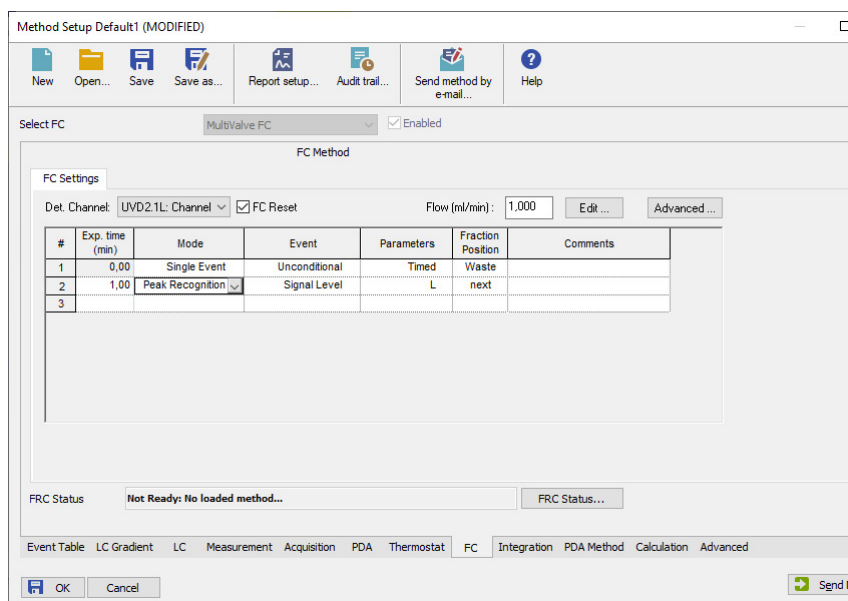 Method Setup Default1 (MODIFIED)
New Open... Save Save as... Report setup... Audit trail... Send method by e-mail... Help
Select FC MultiValve FC Enabled
FC Method
FC Settings
Det. Channel: UVD2.1L: Channel FC Reset Flow (ml/min) : 1,000 Edit ... Advanced ...
# Exp. time (min) Mode Event Parameters Fraction Position Comments
1 0,00 Single Event Unconditional Timed Waste
2 1,00 Peak Recognition Signal Level L next
3
FRC Status Not Ready: No loaded method... FRC Status...
Event Table LC Gradient LC Measurement Acquisition PDA Thermostat FC Integration PDA Method Calculation Advanced
OK Cancel Send